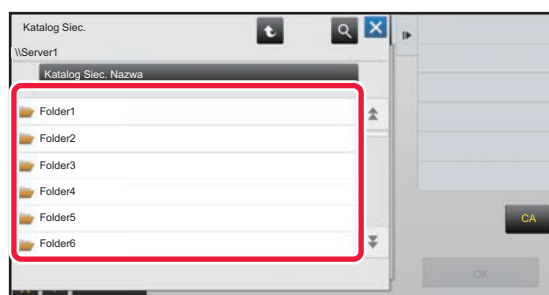 Katalog Siec.
\\Server1
Katalog Siec. Nazwa
Folder1
Folder2
Folder3
Folder4
Folder5
Folder6
CA
OK